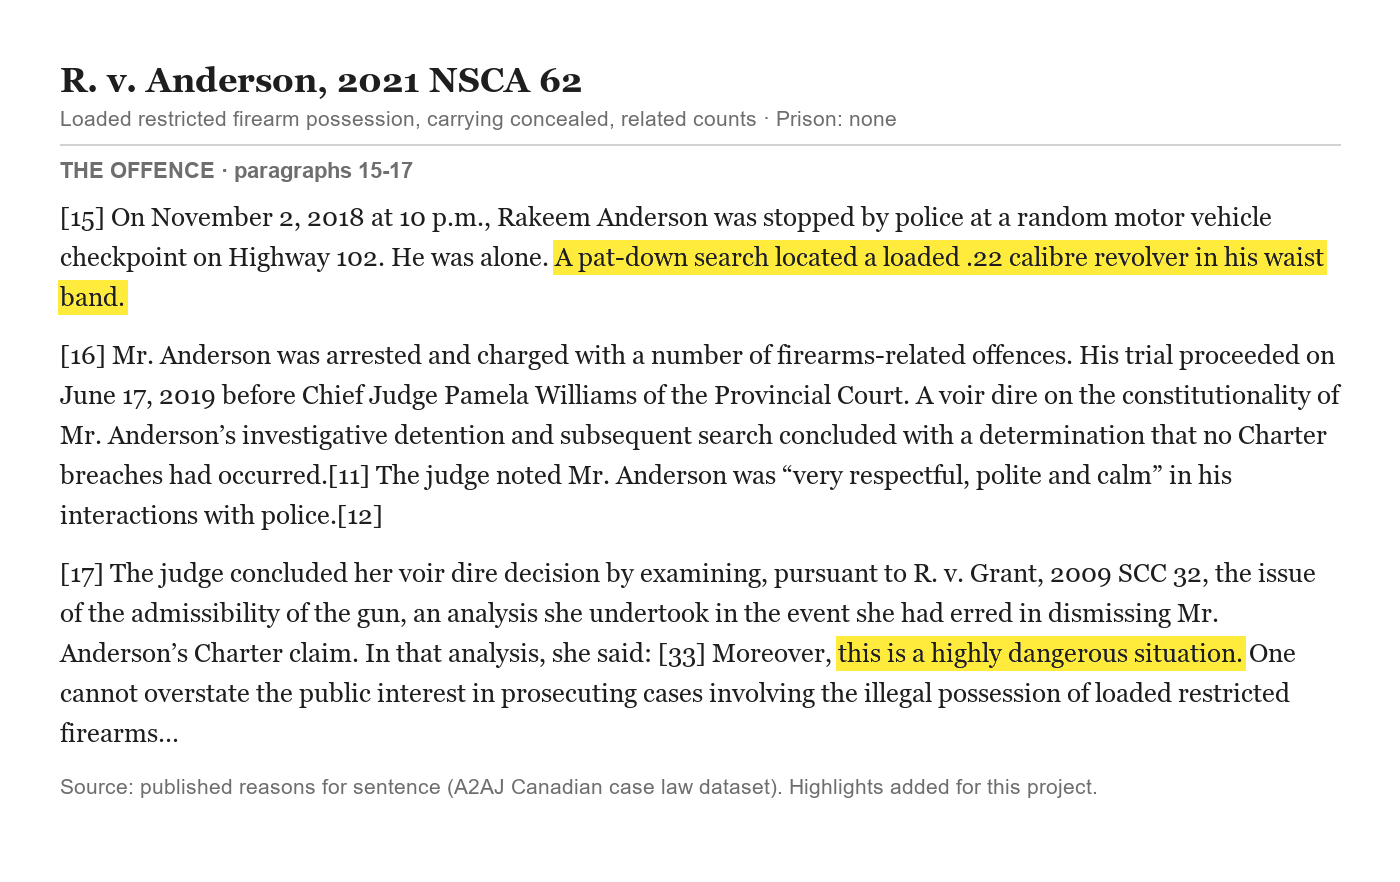 R. v. Anderson, 2021 NSCA 62
Loaded restricted firearm possession, carrying concealed, related counts · Prison: none
THE OFFENCE · paragraphs 15-17
[15] On November 2, 2018 at 10 p.m., Rakeem Anderson was stopped by police at a random motor vehicle
checkpoint on Highway 102. He was alone. A pat-down search located a loaded .22 calibre revolver in his waist
band.
[16] Mr. Anderson was arrested and charged with a number of firearms-related offences. His trial proceeded on
June 17, 2019 before Chief Judge Pamela Williams of the Provincial Court. A voir dire on the constitutionality of
Mr. Anderson’s investigative detention and subsequent search concluded with a determination that no Charter
breaches had occurred.[11] The judge noted Mr. Anderson was “very respectful, polite and calm” in his
interactions with police.[12]
[17] The judge concluded her voir dire decision by examining, pursuant to R. v. Grant, 2009 SCC 32, the issue
of the admissibility of the gun, an analysis she undertook in the event she had erred in dismissing Mr.
Anderson’s Charter claim. In that analysis, she said: [33] Moreover, this is a highly dangerous situation. One
cannot overstate the public interest in prosecuting cases involving the illegal possession of loaded restricted
firearms...
Source: published reasons for sentence (A2AJ Canadian case law dataset). Highlights added for this project.